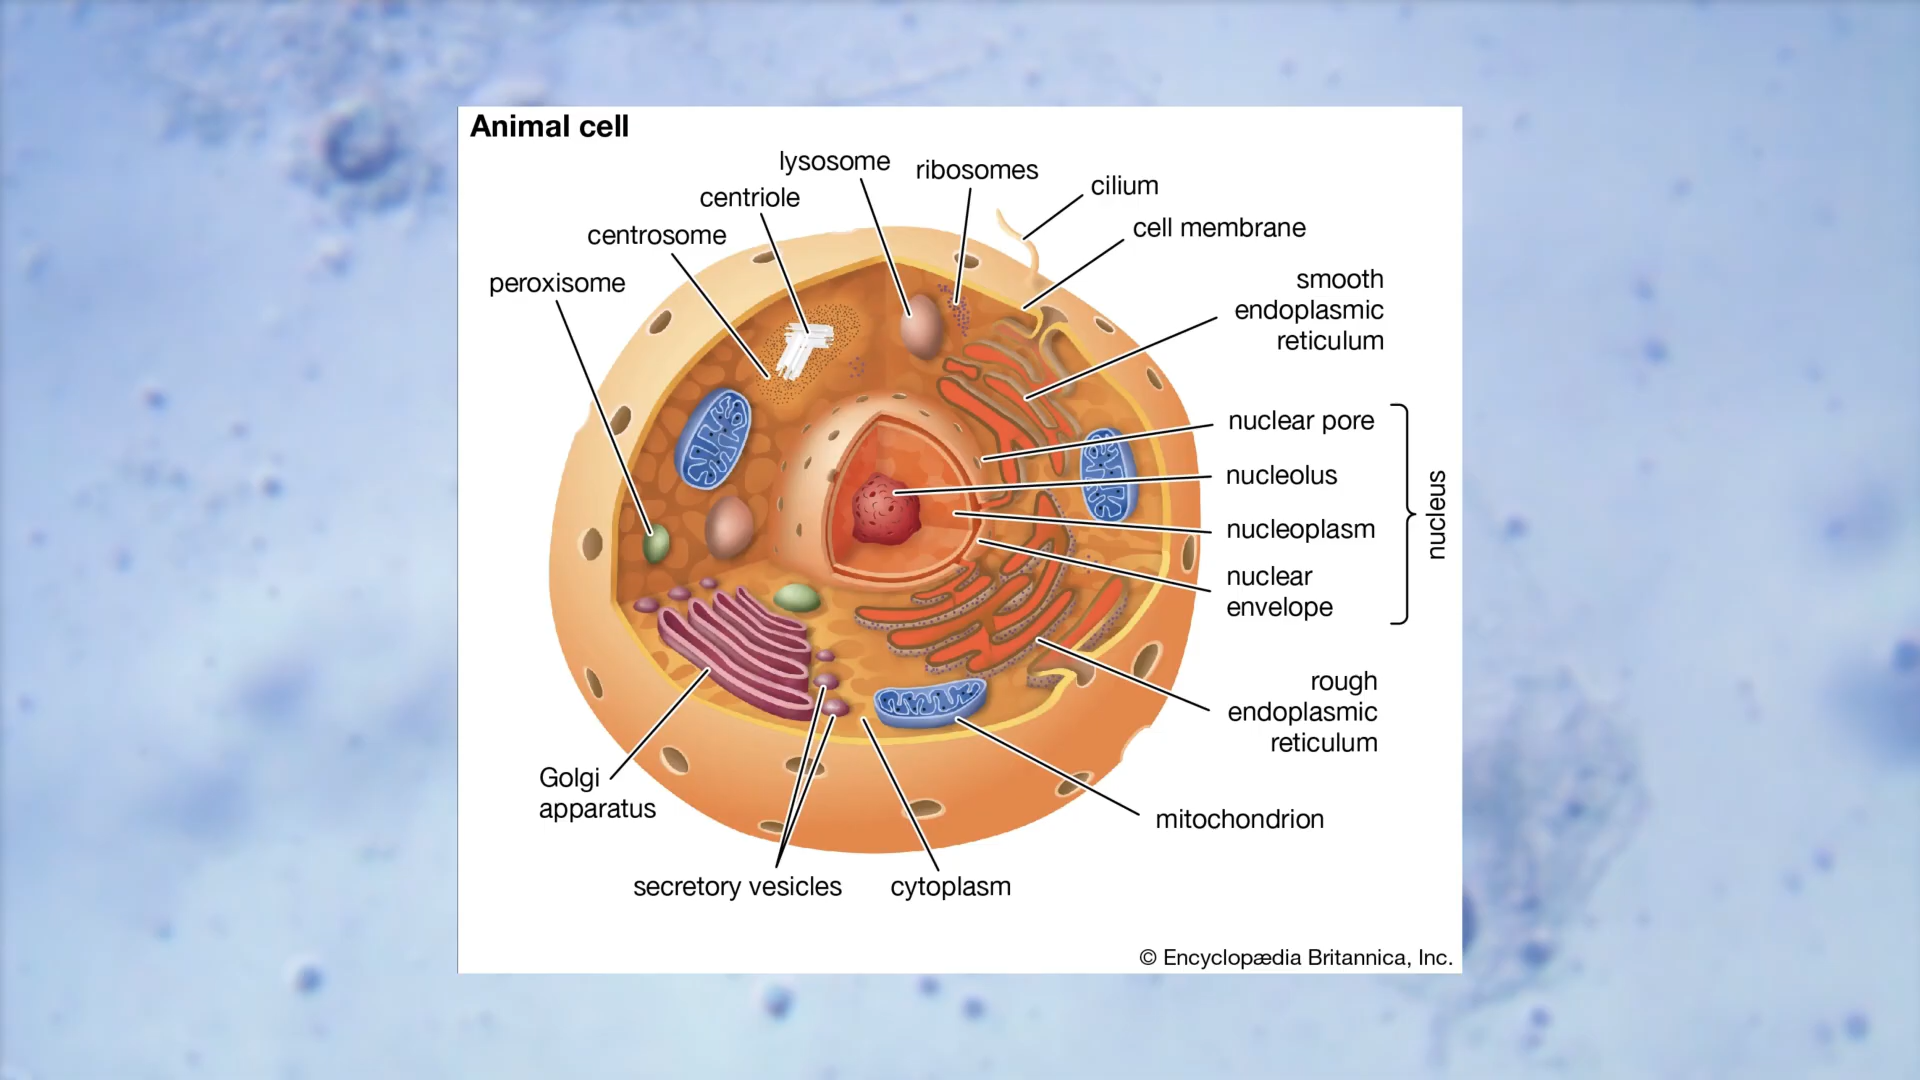 Animal cell
lysosome
ribosomes
centriole
cilium
centrosome
cell membrane
peroxisome
smooth
endoplasmic
reticulum
nuclear pore
nucleolus
nucleoplasm
nuclear
envelope
nucleus
rough
endoplasmic
reticulum
Golgi
apparatus
mitochondrion
secretory vesicles
cytoplasm
© Encyclopædia Britannica, Inc.